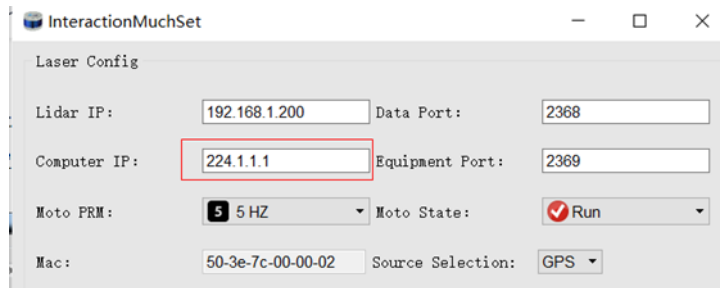 InteractionMuchSet
Laser Config
Lidar IP: 192.168.1.200 Data Port: 2368
Computer IP: 224.1.1.1 Equipment Port: 2369
Moto PRM: 5 5 HZ Moto State: Run
Mac: 50-3e-7c-00-00-02 Source Selection: GPS